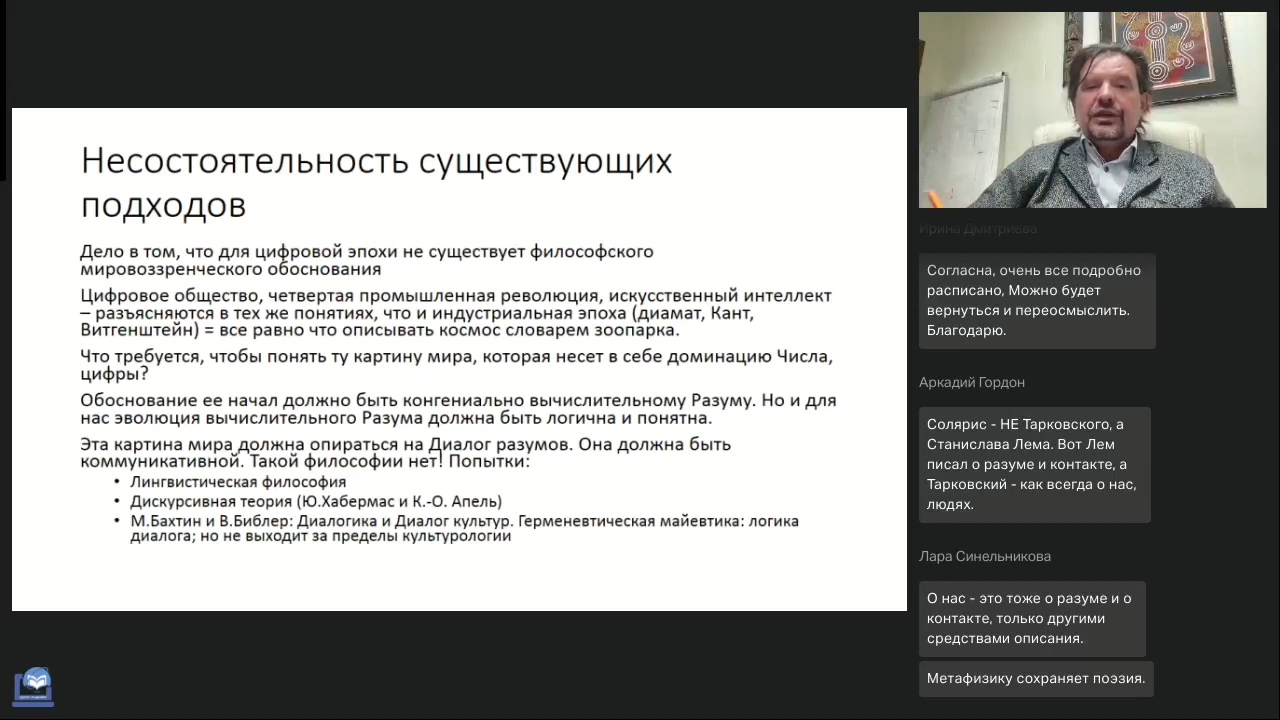 Несостоятельность существующих
подходов
Дело в том, что для цифровой эпохи не существует философского
мировоззренческого обоснования
Цифровое общество, четвертая промышленная революция, искусственный интеллект
– разъясняются в тех же понятиях, что и индустриальная эпоха (диамат, Кант,
Витгенштейн) = все равно что описывать космос словарем зоопарка.
Что требуется, чтобы понять ту картину мира, которая несет в себе доминацию Числа,
цифры?
Обоснование ее начал должно быть конгениально вычислительному Разуму. Но и для
нас эволюция вычислительного Разума должна быть логична и понятна.
Эта картина мира должна опираться на Диалог разумов. Она должна быть
коммуникативной. Такой философии нет! Попытки:
• Лингвистическая философия
• Дискурсивная теория (Ю.Хабермас и К.-О. Апель)
• М.Бахтин и В.Библер: Диалогика и Диалог культур. Герменевтическая майевтика: логика
диалога; но не выходит за пределы культурологии
Ирина Дмитриева
Согласна, очень все подробно
расписано, Можно будет
вернуться и переосмыслить.
Благодарю.
Аркадий Гордон
Солярис - НЕ Тарковского, а
Станислава Лема. Вот Лем
писал о разуме и контакте, а
Тарковский - как всегда о нас,
людях.
Лара Синельникова
О нас - это тоже о разуме и о
контакте, только другими
средствами описания.
Метафизику сохраняет поэзия.